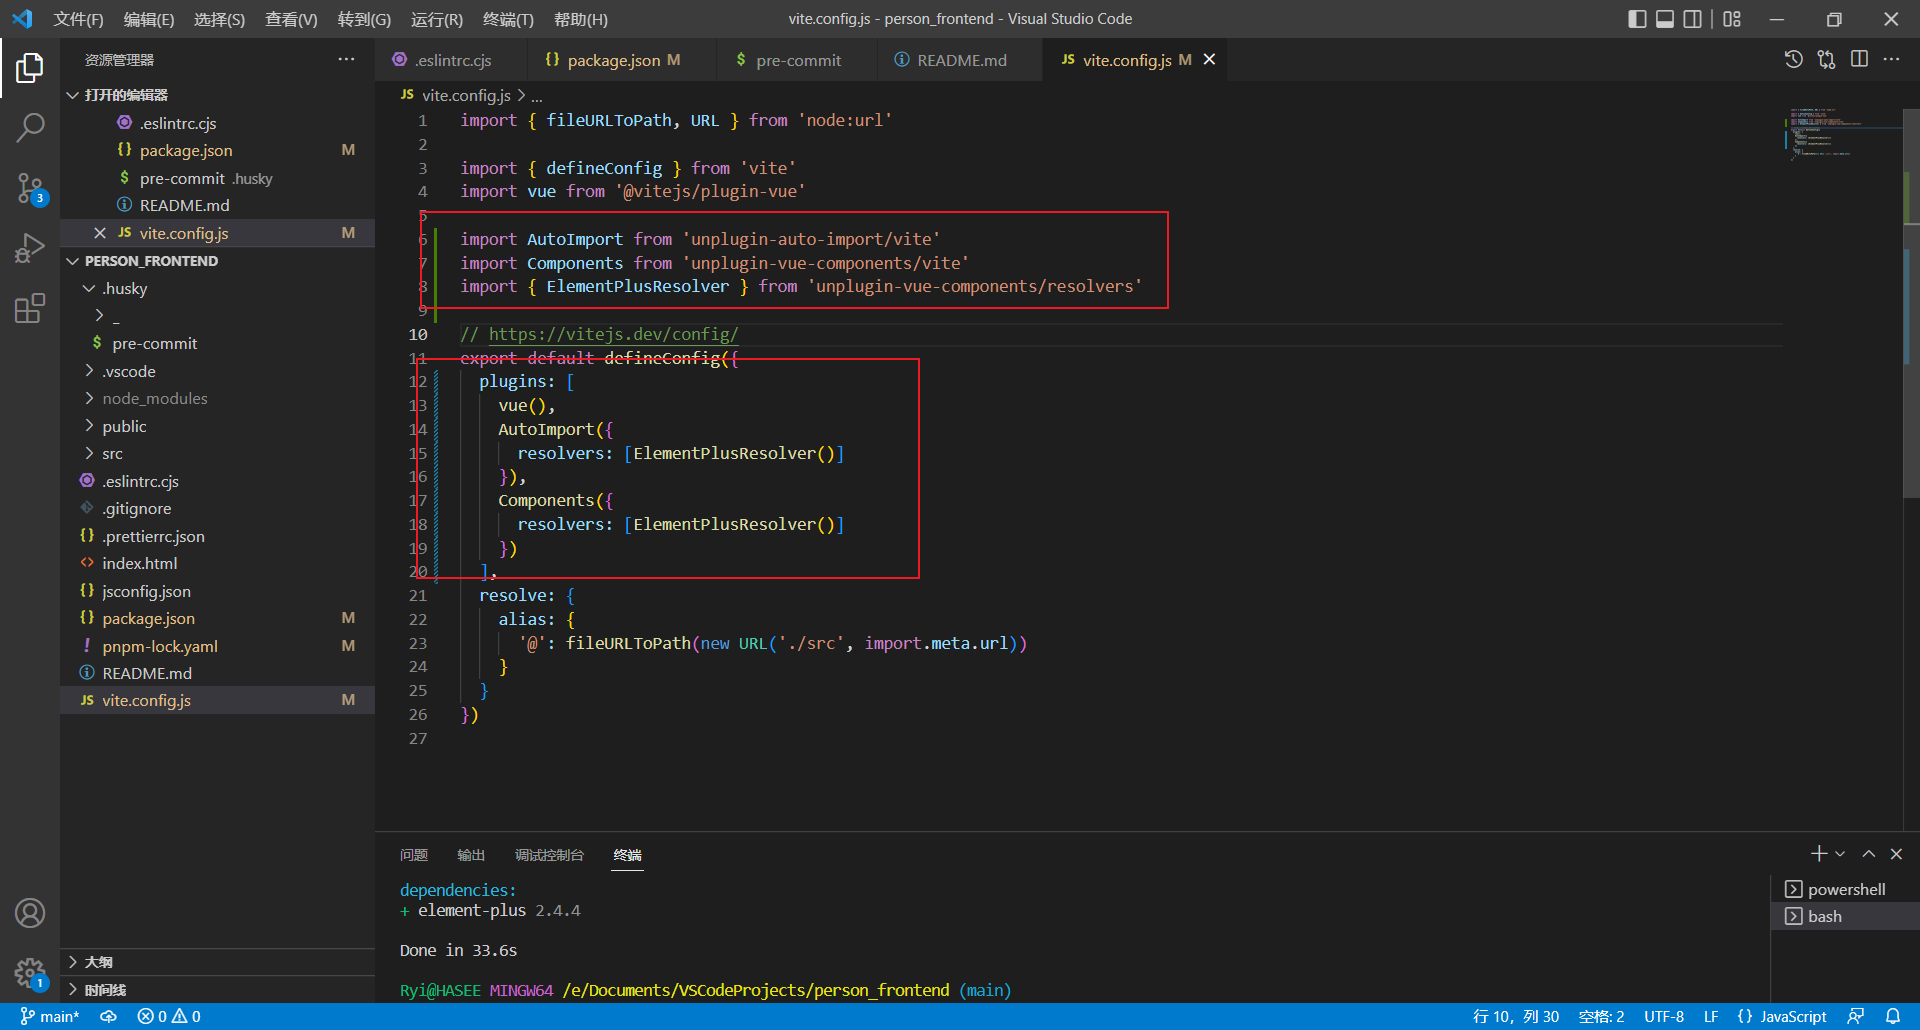 文件(F) 编辑(E) 选择(S) 查看(V) 转到(G) 运行(R) 终端(T) 帮助(H)
vite.config.js - person_frontend - Visual Studio Code
资源管理器
打开的编辑器
.eslintrc.cjs
package.json M
pre-commit .husky
README.md
JS vite.config.js M
PERSON_FRONTEND
.husky
_
pre-commit
.vscode
node_modules
public
src
.eslintrc.cjs
.gitignore
.prettierrc.json
index.html
jsconfig.json
package.json M
pnpm-lock.yaml M
README.md
JS vite.config.js M
大纲
时间线
3
1
.eslintrc.cjs
package.json M
pre-commit
README.md
JS vite.config.js M
JS vite.config.js > ...
1 import { fileURLToPath, URL } from 'node:url'
2
3 import { defineConfig } from 'vite'
4 import vue from '@vitejs/plugin-vue'
5
6 import AutoImport from 'unplugin-auto-import/vite'
7 import Components from 'unplugin-vue-components/vite'
8 import { ElementPlusResolver } from 'unplugin-vue-components/resolvers'
9
10 // https://vitejs.dev/config/
11 export default defineConfig({
12 plugins: [
13 vue(),
14 AutoImport({
15 resolvers: [ElementPlusResolver()]
16 }),
17 Components({
18 resolvers: [ElementPlusResolver()]
19 })
20 ],
21 resolve: {
22 alias: {
23 '@': fileURLToPath(new URL('./src', import.meta.url))
24 }
25 }
26 })
27
问题 输出 调试控制台 终端
dependencies:
+ element-plus 2.4.4
Done in 33.6s
Ryi@HASEE MINGW64 /e/Documents/VSCodeProjects/person_frontend (main)
powershell
bash
main* 0 0
行 10, 列 30 空格: 2 UTF-8 LF {} JavaScript